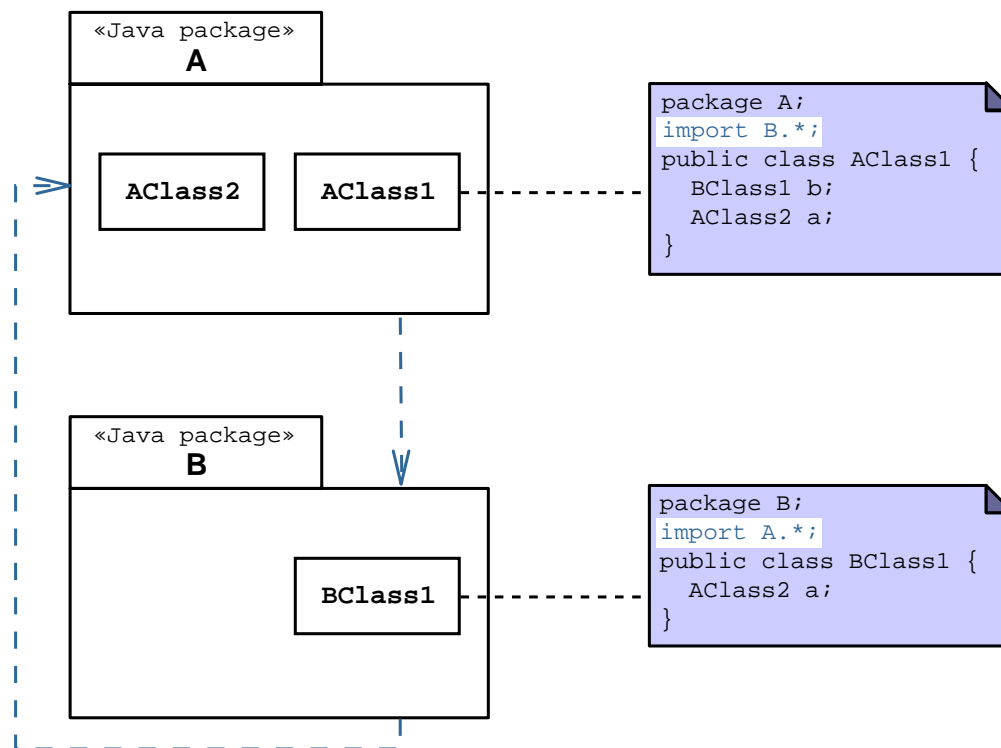 «Java package»
A
AClass2
AClass1
package A;
import B.*;
public class AClass1 {
  BClass1 b;
  AClass2 a;
}
«Java package»
B
BClass1
package B;
import A.*;
public class BClass1 {
  AClass2 a;
}